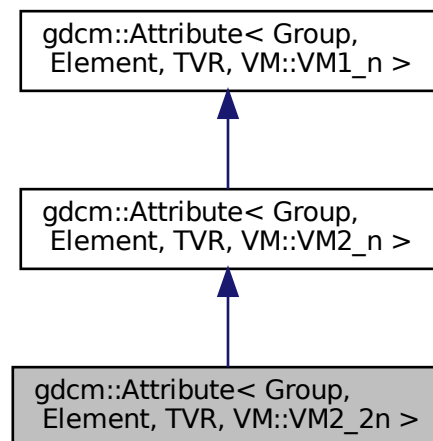 gdcm::Attribute< Group,
Element, TVR, VM::VM1_n >
gdcm::Attribute< Group,
Element, TVR, VM::VM2_n >
gdcm::Attribute< Group,
Element, TVR, VM::VM2_2n >